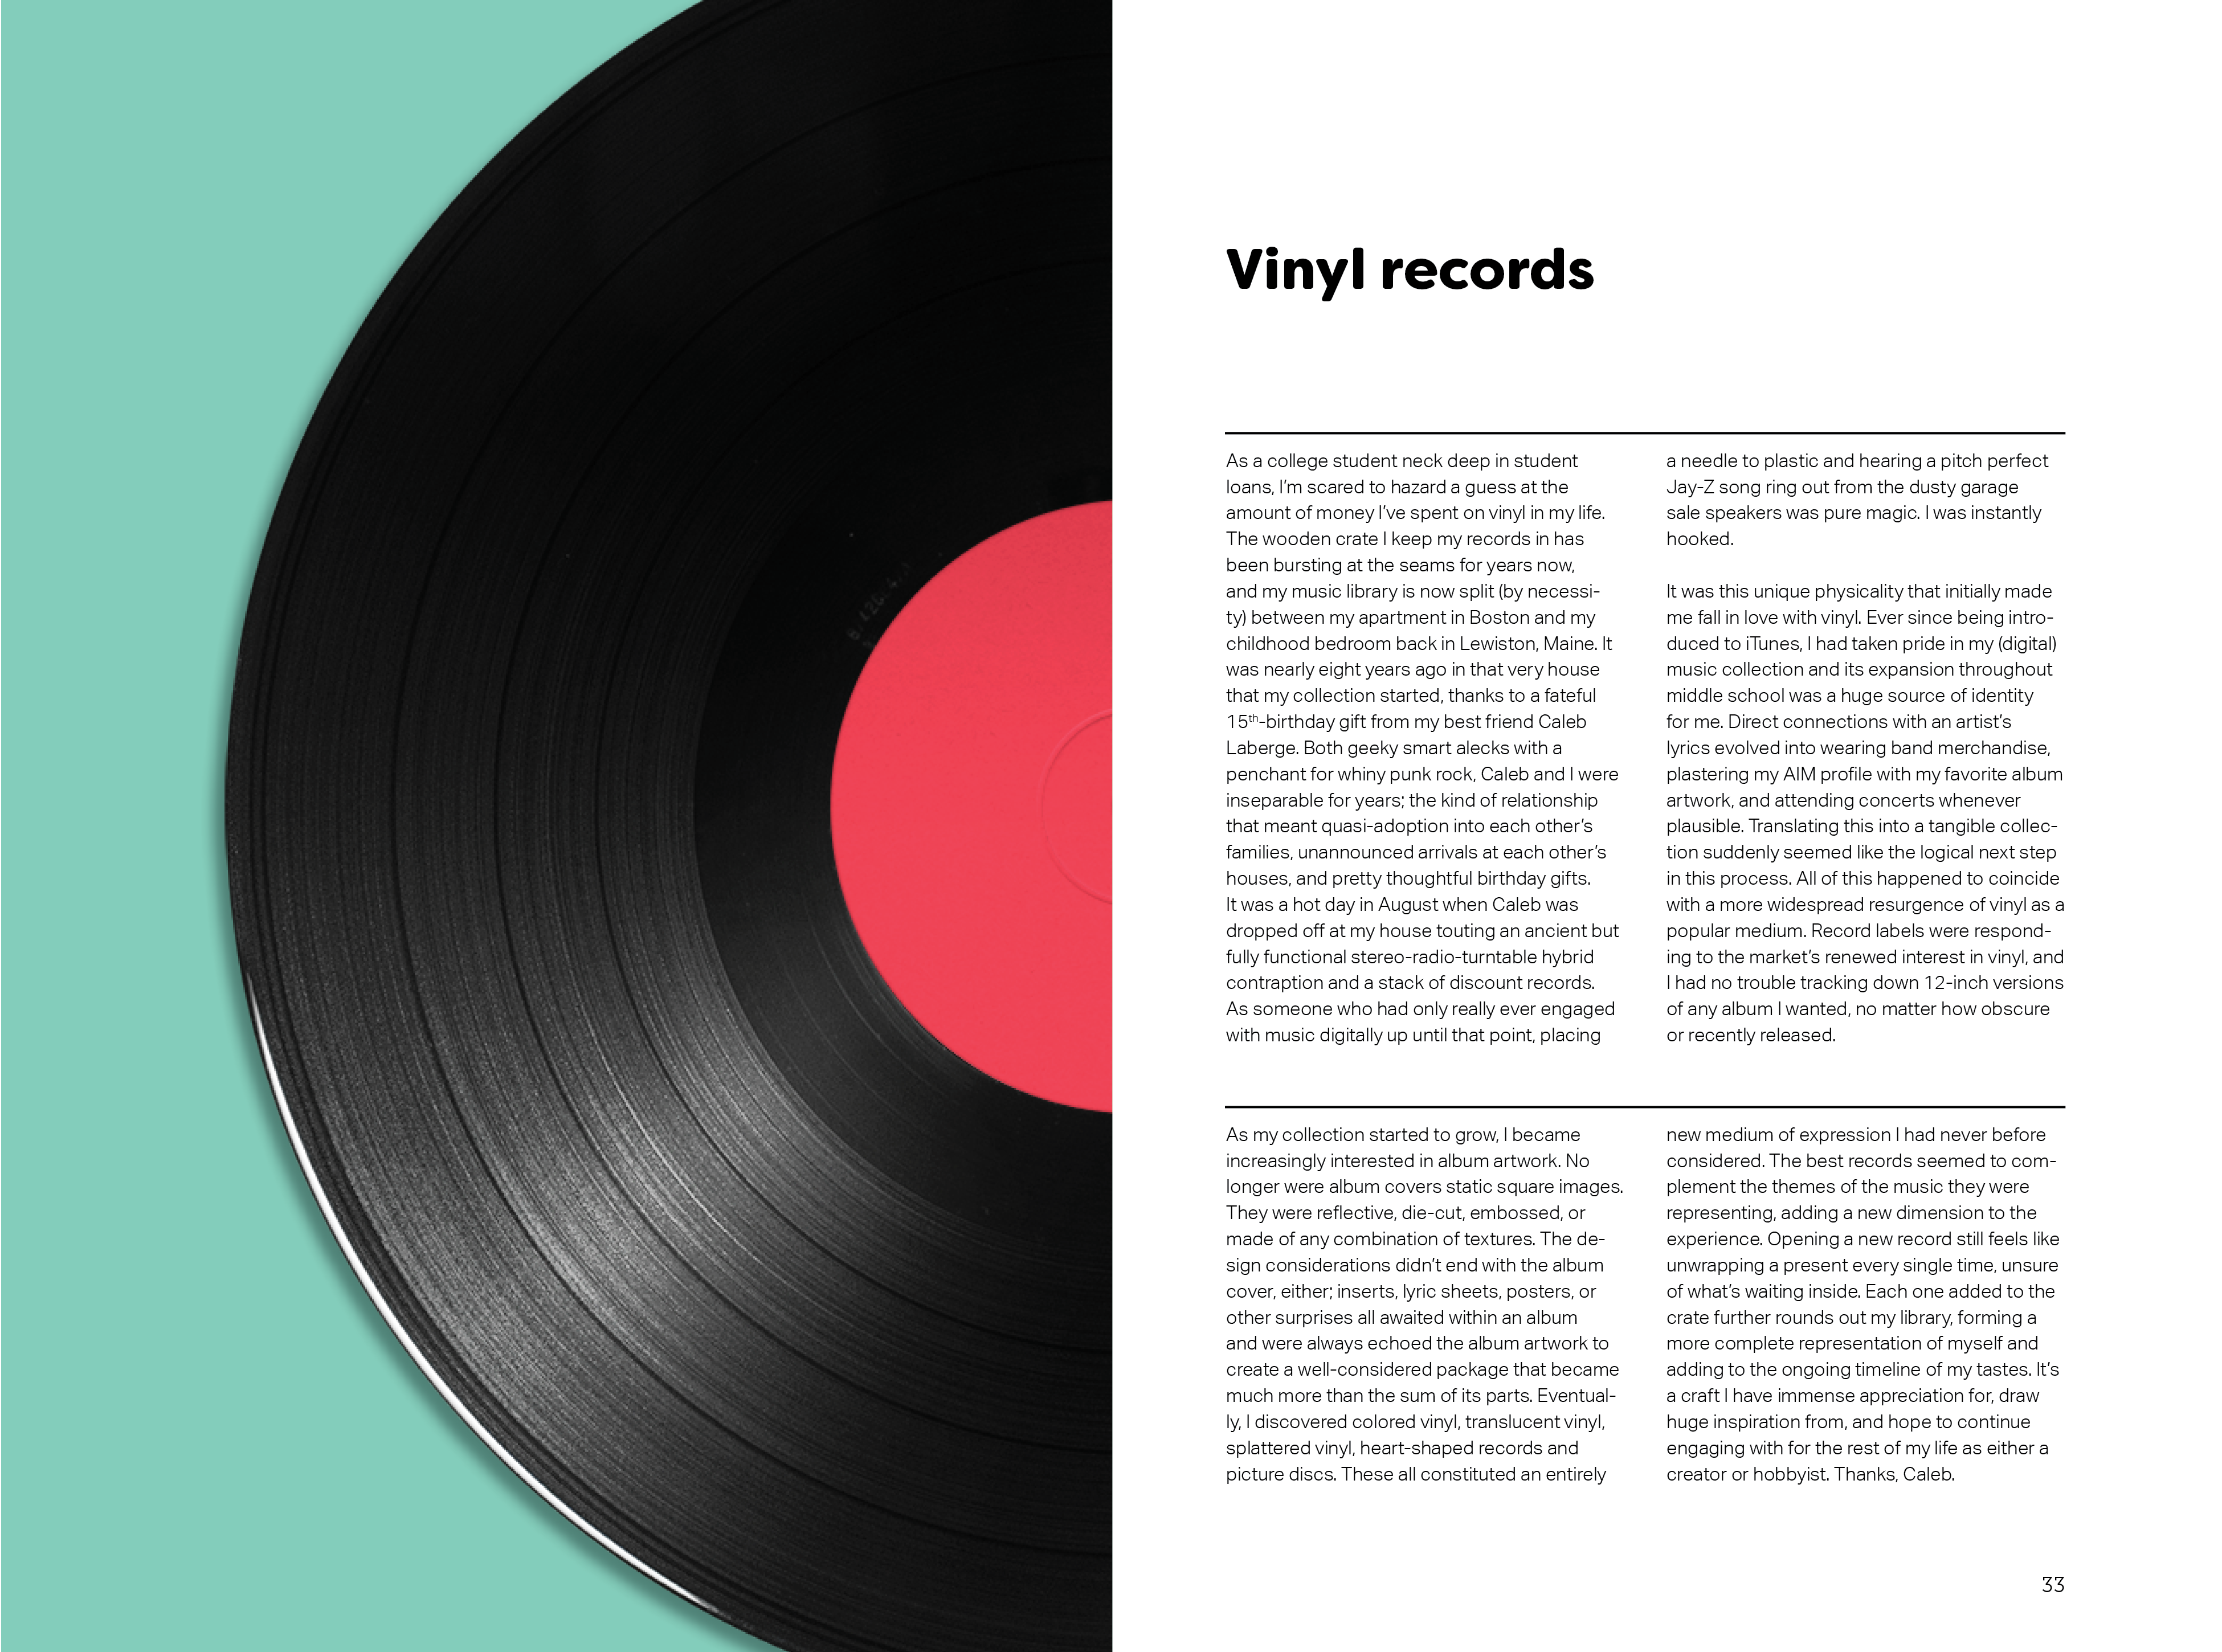 Vinyl records
As a college student neck deep in student
loans, I'm scared to hazard a guess at the
amount of money I've spent on vinyl in my life.
The wooden crate I keep my records in has
been bursting at the seams for years now,
and my music library is now split (by necessi-
ty) between my apartment in Boston and my
childhood bedroom back in Lewiston, Maine. It
was nearly eight years ago in that very house
that my collection started, thanks to a fateful
15th-birthday gift from my best friend Caleb
Laberge. Both geeky smart alecks with a
penchant for whiny punk rock, Caleb and I were
inseparable for years; the kind of relationship
that meant quasi-adoption into each other's
families, unannounced arrivals at each other's
houses, and pretty thoughtful birthday gifts.
It was a hot day in August when Caleb was
dropped off at my house touting an ancient but
fully functional stereo-radio-turntable hybrid
contraption and a stack of discount records.
As someone who had only really ever engaged
with music digitally up until that point, placing
a needle to plastic and hearing a pitch perfect
Jay-Z song ring out from the dusty garage
sale speakers was pure magic. I was instantly
hooked.
It was this unique physicality that initially made
me fall in love with vinyl. Ever since being intro-
duced to iTunes, I had taken pride in my (digital)
music collection and its expansion throughout
middle school was a huge source of identity
for me. Direct connections with an artist's
lyrics evolved into wearing band merchandise,
plastering my AIM profile with my favorite album
artwork, and attending concerts whenever
plausible. Translating this into a tangible collec-
tion suddenly seemed like the logical next step
in this process. All of this happened to coincide
with a more widespread resurgence of vinyl as a
popular medium. Record labels were respond-
ing to the market's renewed interest in vinyl, and
I had no trouble tracking down 12-inch versions
of any album I wanted, no matter how obscure
or recently released.
As my collection started to grow, I became
increasingly interested in album artwork. No
longer were album covers static square images.
They were reflective, die-cut, embossed, or
made of any combination of textures. The de-
sign considerations didn't end with the album
cover, either; inserts, lyric sheets, posters, or
other surprises all awaited within an album
and were always echoed the album artwork to
create a well-considered package that became
much more than the sum of its parts. Eventual-
ly, I discovered colored vinyl, translucent vinyl,
splattered vinyl, heart-shaped records and
picture discs. These all constituted an entirely
new medium of expression I had never before
considered. The best records seemed to com-
plement the themes of the music they were
representing, adding a new dimension to the
experience. Opening a new record still feels like
unwrapping a present every single time, unsure
of what's waiting inside. Each one added to the
crate further rounds out my library, forming a
more complete representation of myself and
adding to the ongoing timeline of my tastes. It's
a craft I have immense appreciation for, draw
huge inspiration from, and hope to continue
engaging with for the rest of my life as either a
creator or hobbyist. Thanks, Caleb.
33